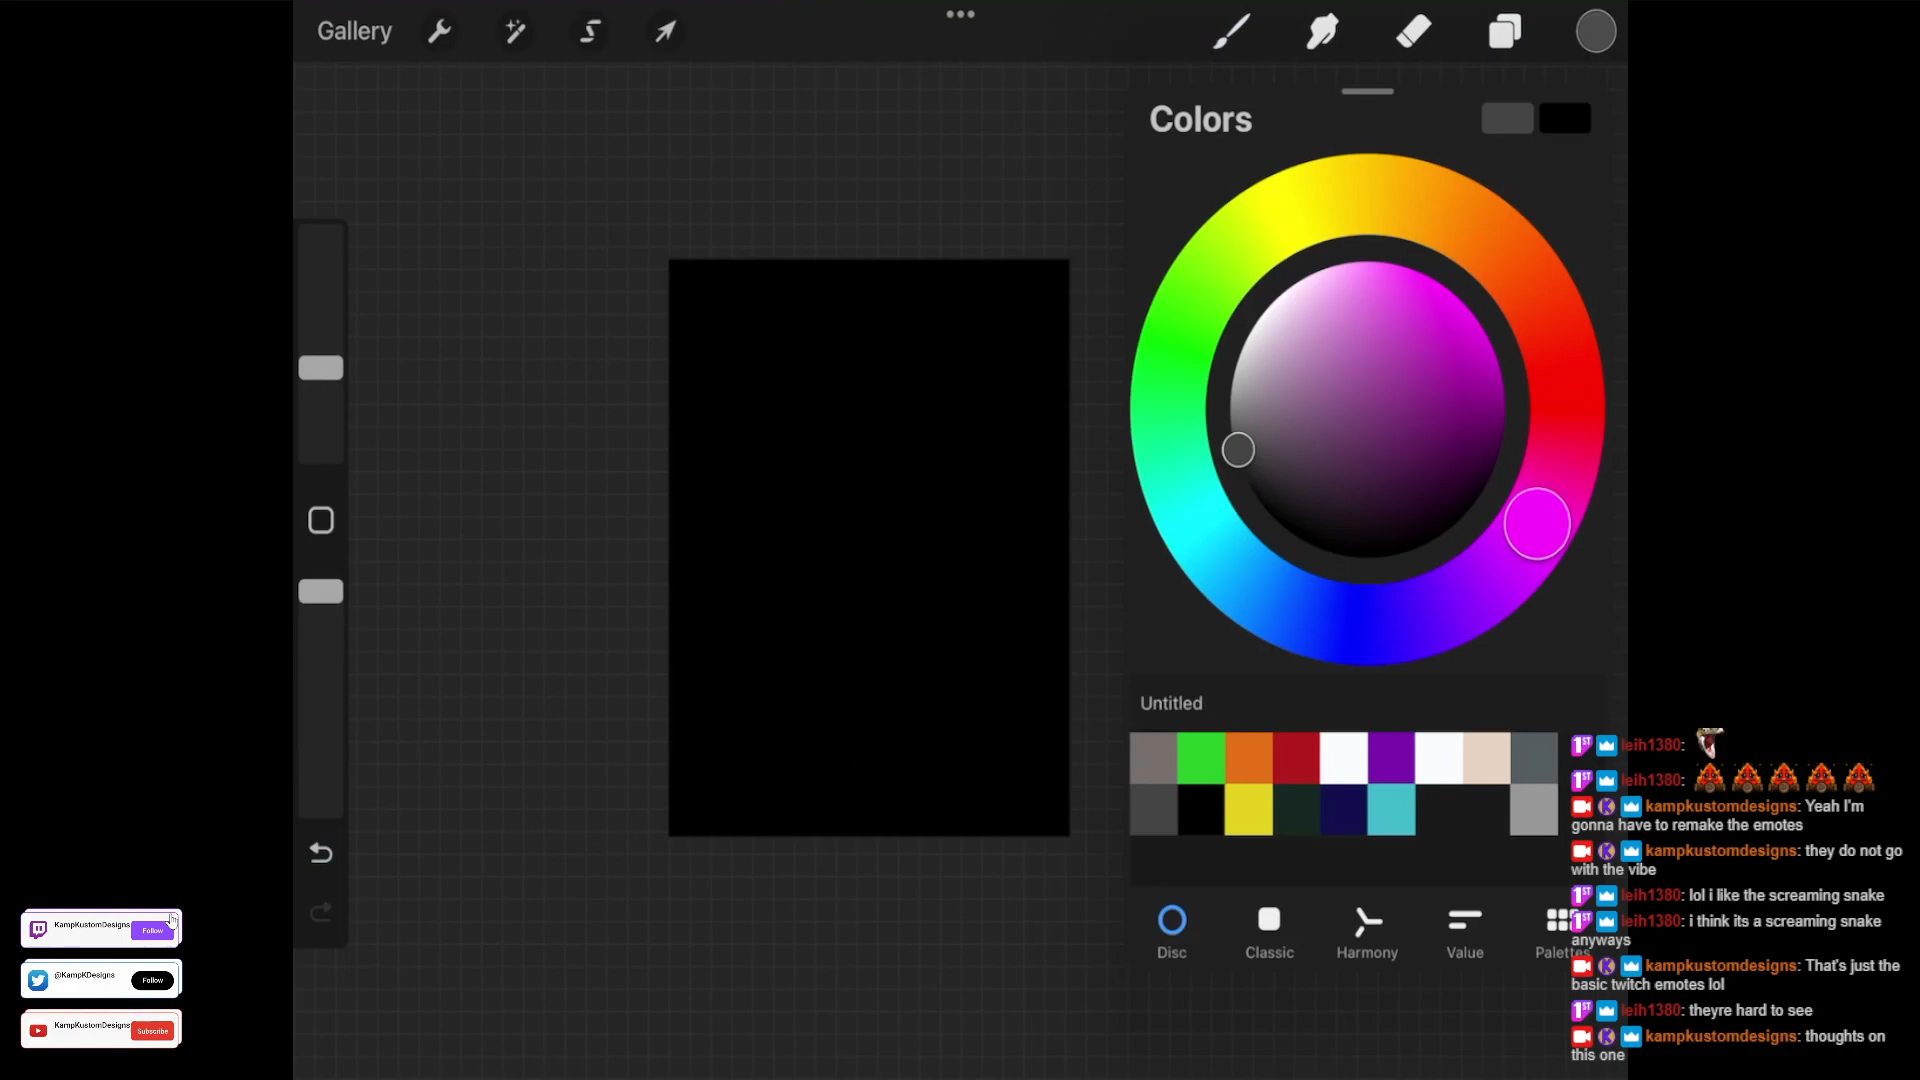 Gallery
Colors
Untitled
Disc
Classic
Harmony
Value
Palettes
leih1380:
leih1380:
kampkustomdesigns: Yeah I'm
gonna have to remake the emotes
kampkustomdesigns: they do not go
with the vibe
leih1380: lol i like the screaming snake
leih1380: i think its a screaming snake
anyways
kampkustomdesigns: That's just the
basic twitch emotes lol
leih1380: theyre hard to see
kampkustomdesigns: thoughts on
this one
KampKustomDesigns
Follow
@KampKDesigns
Follow
KampKustomDesigns
Subscribe